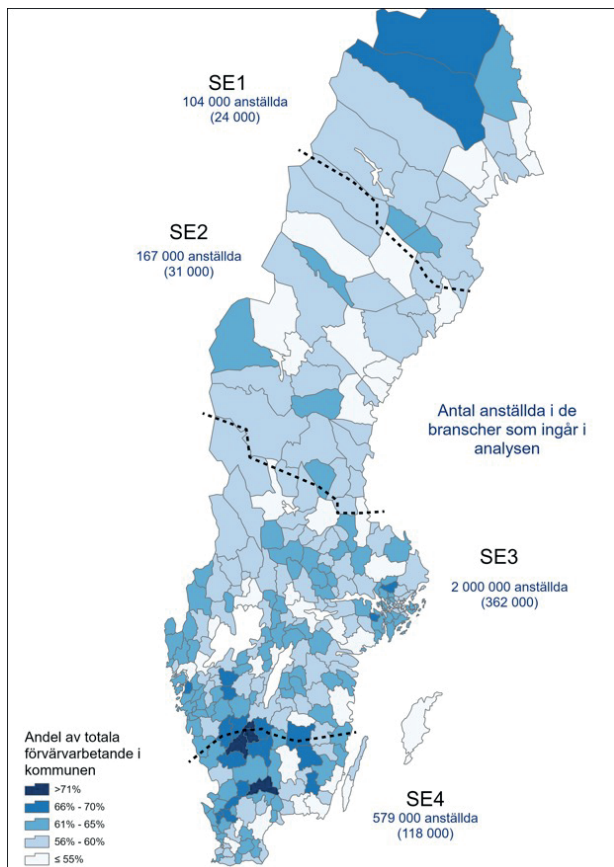 SE1
104 000 anställda
(24 000)
SE2
167 000 anställda
(31 000)
Antal anställda i de
branscher som ingår i
analysen
SE3
2 000 000 anställda
(362 000)
SE4
579 000 anställda
(118 000)
Andel av totala
förvärvarbetande i
kommunen
>71%
66% - 70%
61% - 65%
56% - 60%
≤ 55%